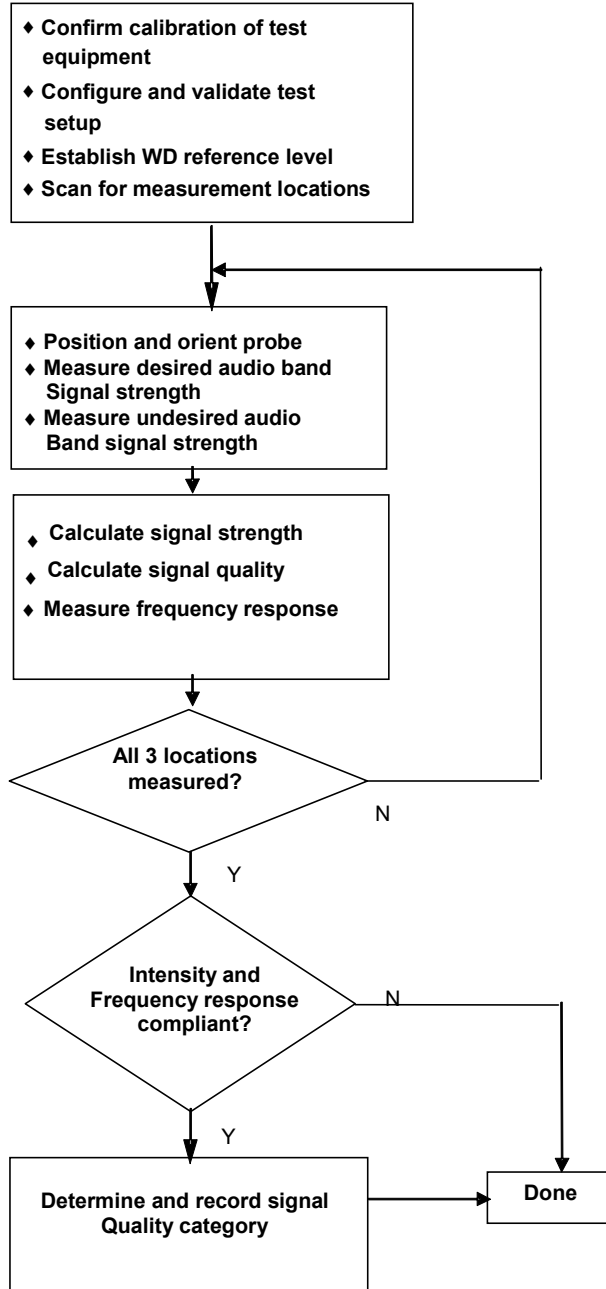 ♦ Confirm calibration of test
equipment
♦ Configure and validate test
setup
♦ Establish WD reference level
♦ Scan for measurement locations
♦ Position and orient probe
♦ Measure desired audio band
Signal strength
♦ Measure undesired audio
Band signal strength
♦ Calculate signal strength
♦ Calculate signal quality
♦ Measure frequency response
All 3 locations
measured?
N
Y
Intensity and
Frequency response
compliant?
N
Y
Determine and record signal
Quality category
Done